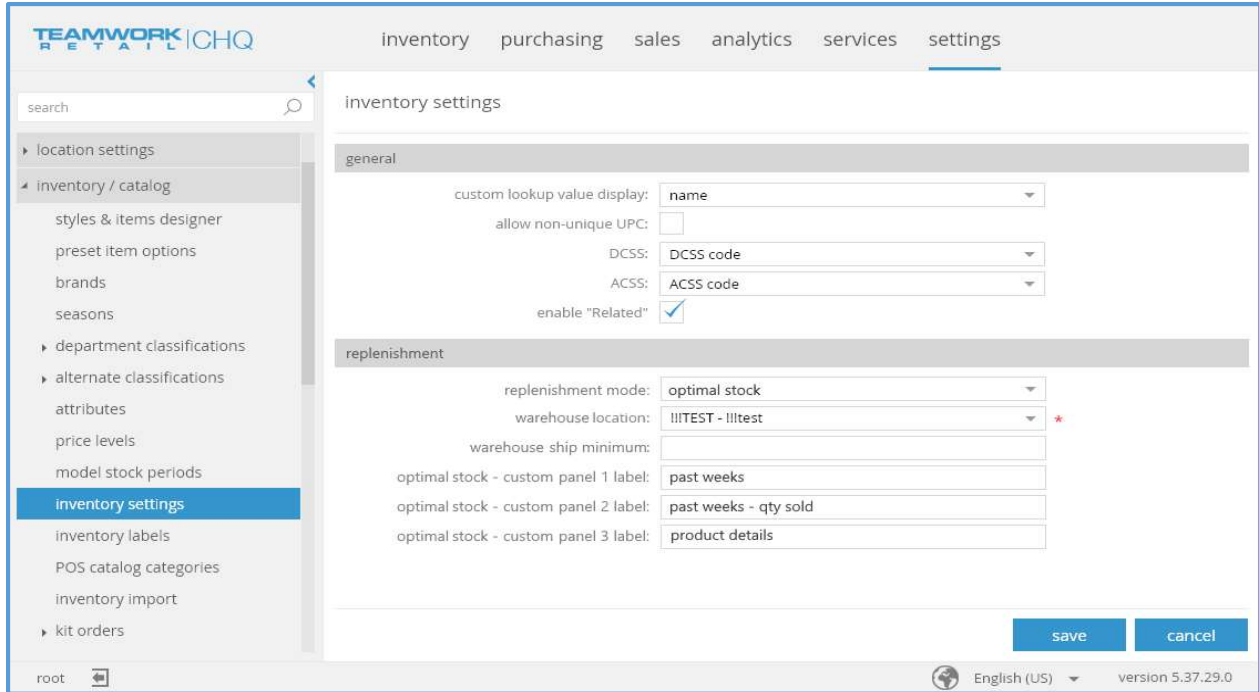 TEAMWORK RETAIL | CHQ
inventory purchasing sales analytics services settings
search
location settings
inventory / catalog
styles & items designer
preset item options
brands
seasons
department classifications
alternate classifications
attributes
price levels
model stock periods
inventory settings
inventory labels
POS catalog categories
inventory import
kit orders
inventory settings
general
custom lookup value display: name
allow non-unique UPC:
DCSS: DCSS code
ACSS: ACSS code
enable "Related"
replenishment
replenishment mode: optimal stock
warehouse location: !!!TEST - !!!test *
warehouse ship minimum:
optimal stock - custom panel 1 label: past weeks
optimal stock - custom panel 2 label: past weeks - qty sold
optimal stock - custom panel 3 label: product details
save cancel
root English (US) version 5.37.29.0